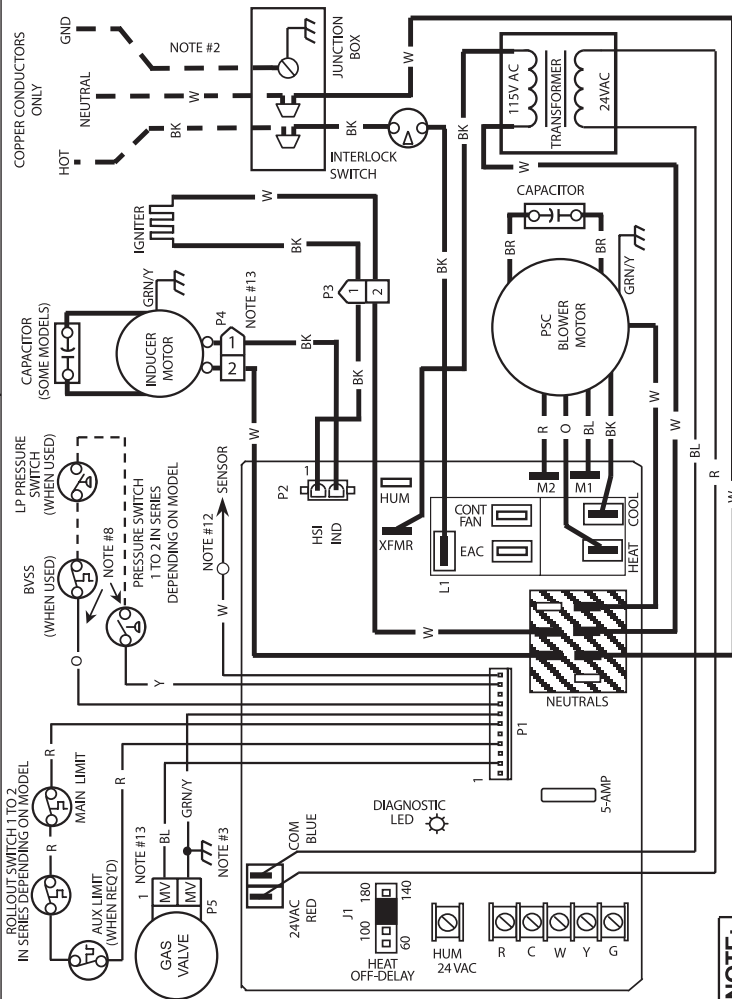 COPPER CONDUCTORS
ONLY
GND
NEUTRAL
HOT
NOTE #2
W
BK
JUNCTION
BOX
BK
INTERLOCK
SWITCH
W
BK
BK
115V AC
TRANSFORMER
24VAC
W
IGNITER
W
BK
CAPACITOR
BR
BR
GRN/Y
PSC
BLOWER
MOTOR
R
O
BL
BK
W
W
BL
R
W
CAPACITOR
(SOME MODELS)
INDUCER
MOTOR
GRN/Y
P4
NOTE #13
1
2
BK
W
P3
1
2
BK
LP PRESSURE
SWITCH
(WHEN USED)
BVSS
(WHEN USED)
NOTE #8
PRESSURE SWITCH
1 TO 2 IN SERIES
DEPENDING ON MODEL
O
Y
NOTE #12
SENSOR
W
P2
1
HSI
IND
HUM
XFMR
CONT
FAN
EAC
L1
M2
M1
HEAT
COOL
W
NEUTRALS
ROLLOUT SWITCH 1 TO 2
IN SERIES DEPENDING ON MODEL
R
MAIN LIMIT
R
AUX LIMIT
(WHEN REQ'D)
R
NOTE #13
1
MV
MV
P5
GAS
VALVE
BL
GRN/Y
NOTE #3
P1
1
DIAGNOSTIC
LED
5-AMP
COM
BLUE
24VAC
RED
J1
100
180
60
140
HEAT
OFF-DELAY
HUM
24 VAC
R
C
W
Y
G
NOTE: